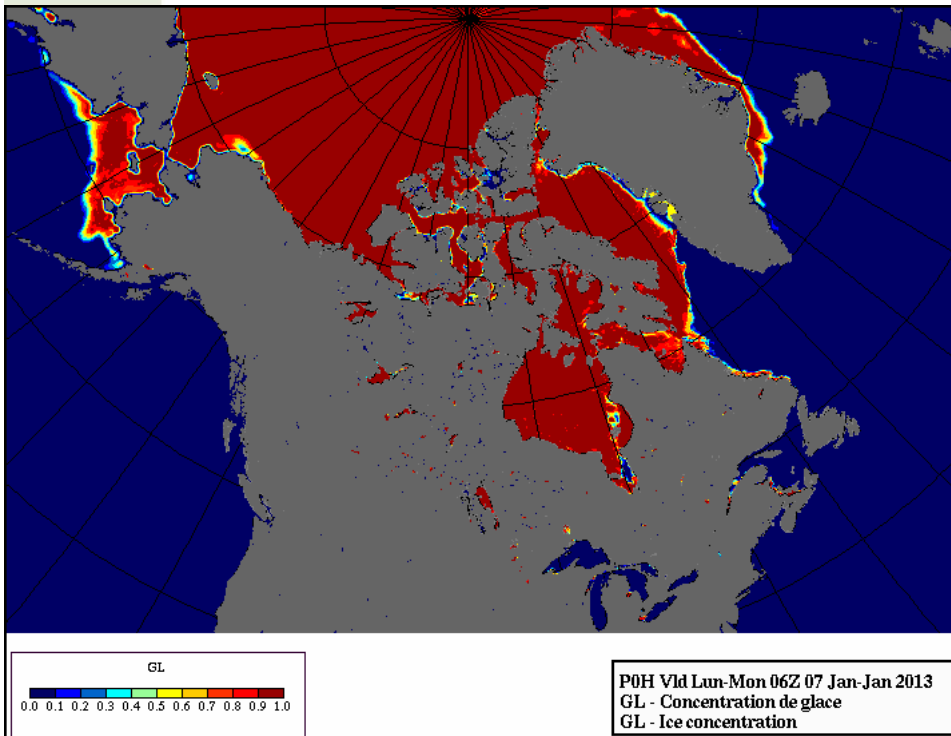 GL
0.0 0.1 0.2 0.3 0.4 0.5 0.6 0.7 0.8 0.9 1.0
P0H Vld Lun-Mon 06Z 07 Jan-Jan 2013
GL - Concentration de glace
GL - Ice concentration